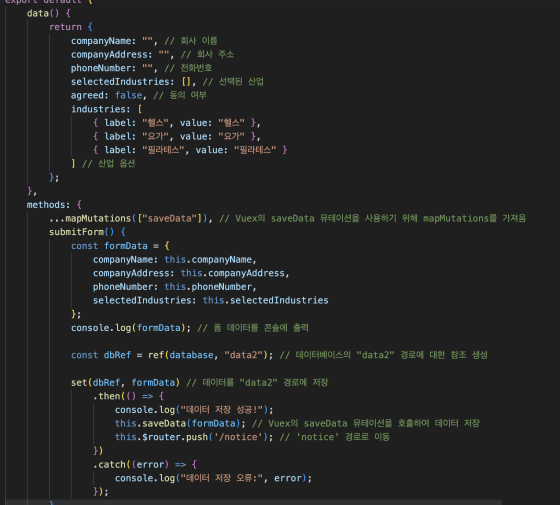 export default {
data() {
return {
companyName: "", // 회사 이름
companyAddress: "", // 회사 주소
phoneNumber: "", // 전화번호
selectedIndustries: [], // 선택된 산업
agreed: false, // 동의 여부
industries: [
{ label: "헬스", value: "헬스" },
{ label: "요가", value: "요가" },
{ label: "필라테스", value: "필라테스" }
] // 산업 옵션
};
},
methods: {
...mapMutations(["saveData"]), // Vuex의 saveData 뮤테이션을 사용하기 위해 mapMutations를 가져옴
submitForm() {
const formData = {
companyName: this.companyName,
companyAddress: this.companyAddress,
phoneNumber: this.phoneNumber,
selectedIndustries: this.selectedIndustries
};
console.log(formData); // 폼 데이터를 콘솔에 출력
const dbRef = ref(database, "data2"); // 데이터베이스의 "data2" 경로에 대한 참조 생성
set(dbRef, formData) // 데이터를 "data2" 경로에 저장
.then(() => {
console.log("데이터 저장 성공!");
this.saveData(formData); // Vuex의 saveData 뮤테이션을 호출하여 데이터 저장
this.$router.push('/notice'); // 'notice' 경로로 이동
})
.catch((error) => {
console.log("데이터 저장 오류:", error);
});
}